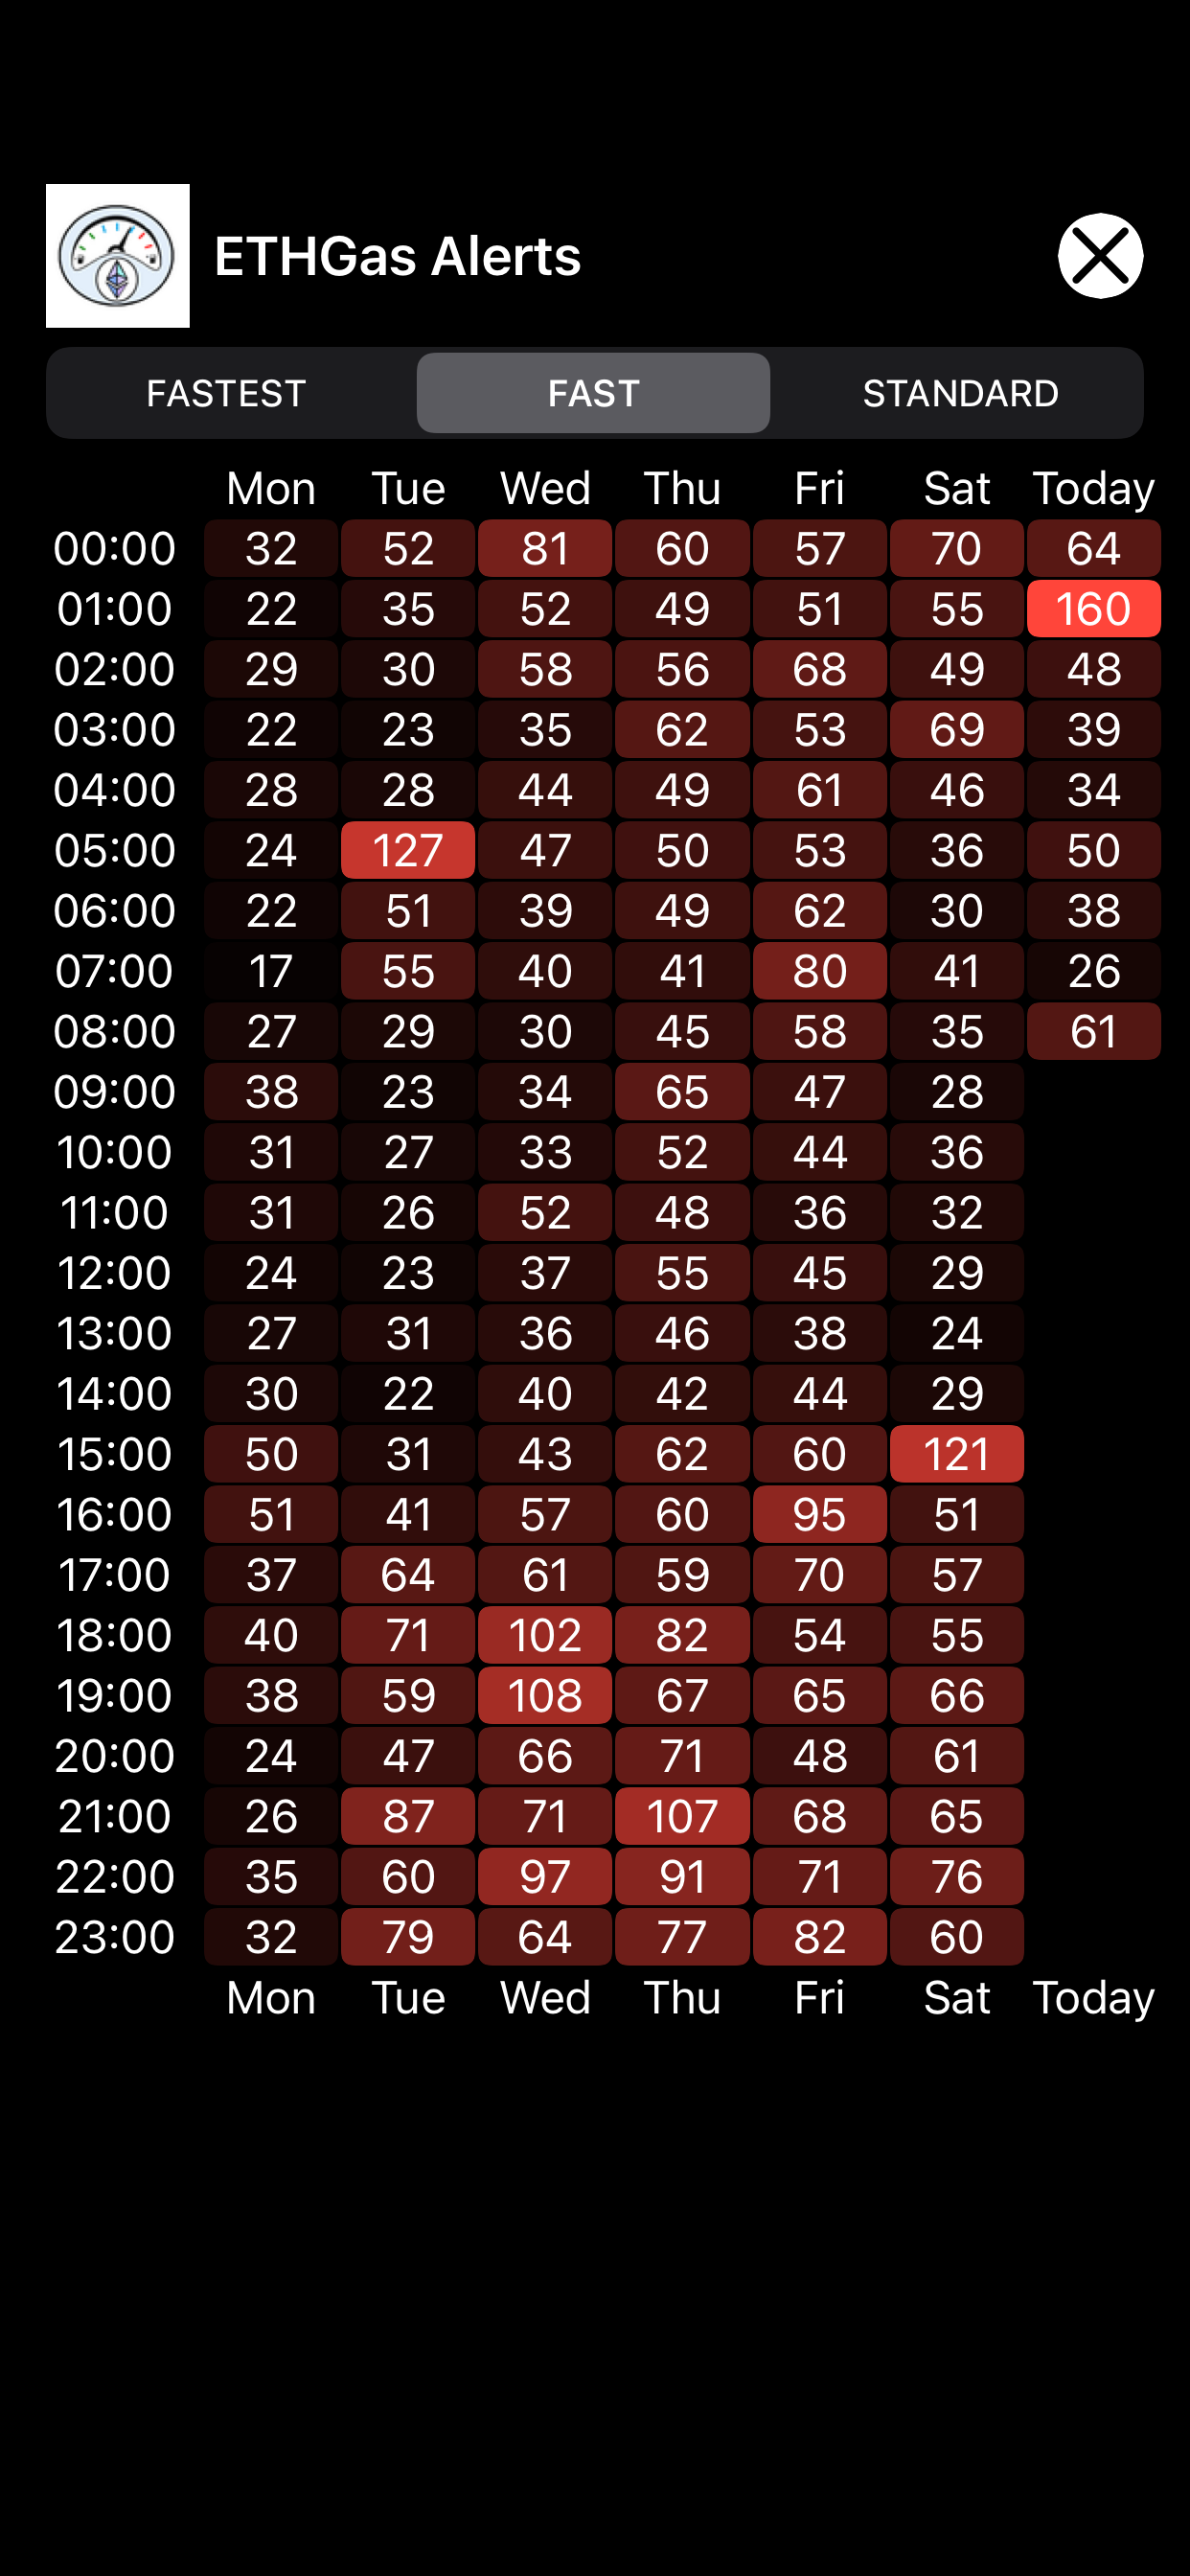 ETHGas Alerts
FASTEST FAST STANDARD
Mon Tue Wed Thu Fri Sat Today
00:00 32 52 81 60 57 70 64
01:00 22 35 52 49 51 55 160
02:00 29 30 58 56 68 49 48
03:00 22 23 35 62 53 69 39
04:00 28 28 44 49 61 46 34
05:00 24 127 47 50 53 36 50
06:00 22 51 39 49 62 30 38
07:00 17 55 40 41 80 41 26
08:00 27 29 30 45 58 35 61
09:00 38 23 34 65 47 28
10:00 31 27 33 52 44 36
11:00 31 26 52 48 36 32
12:00 24 23 37 55 45 29
13:00 27 31 36 46 38 24
14:00 30 22 40 42 44 29
15:00 50 31 43 62 60 121
16:00 51 41 57 60 95 51
17:00 37 64 61 59 70 57
18:00 40 71 102 82 54 55
19:00 38 59 108 67 65 66
20:00 24 47 66 71 48 61
21:00 26 87 71 107 68 65
22:00 35 60 97 91 71 76
23:00 32 79 64 77 82 60
Mon Tue Wed Thu Fri Sat Today